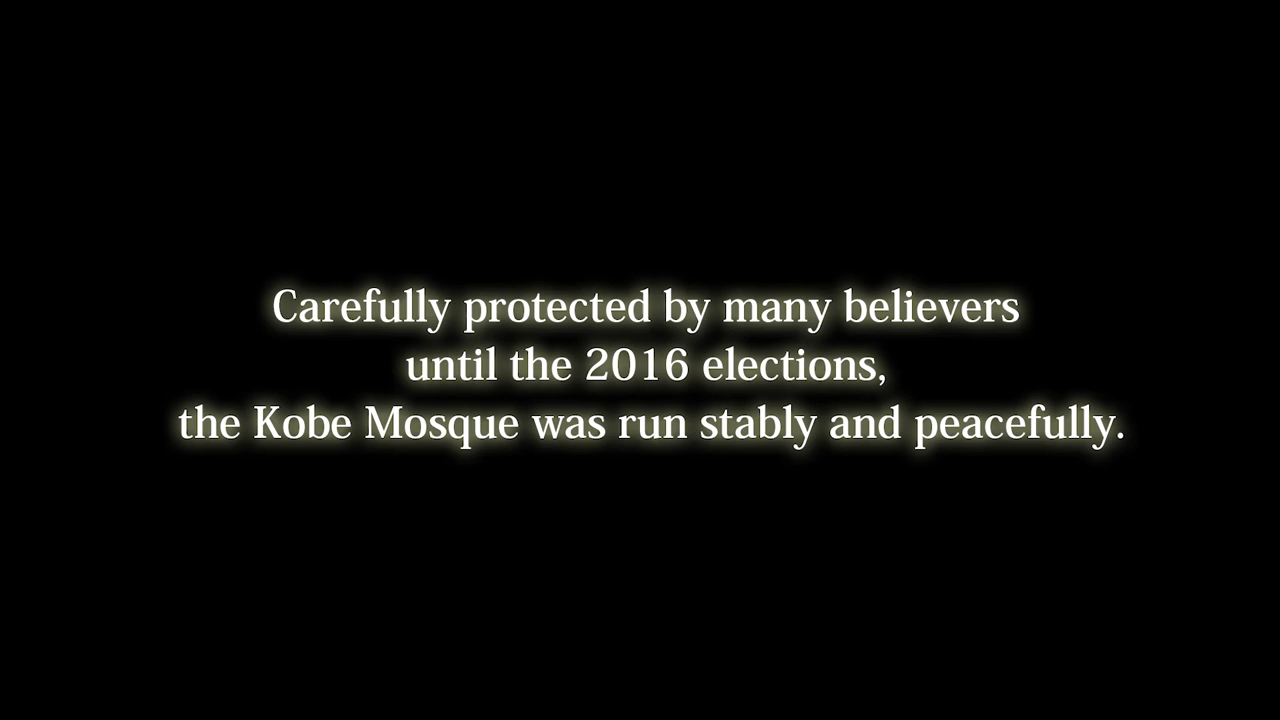 Carefully protected by many believers
until the 2016 elections,
the Kobe Mosque was run stably and peacefully.